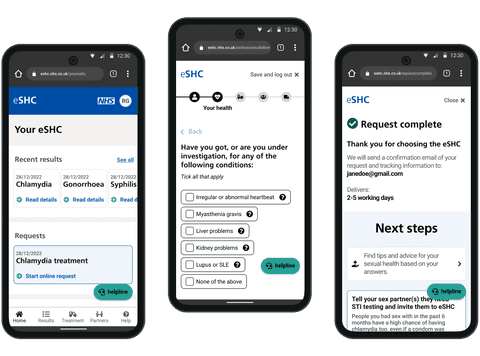 12:30
eshc.nhs.co.uk/youreshc
eSHC
NHS
RG
Your eSHC
Recent results
See all
28/12/2022
Chlamydia
Read details
28/12/2022
Gonorrhoea
Read details
28/12/2022
Syphilis
Read details
Requests
28/12/2022
Chlamydia treatment
Start online request
helpline
Home
Results
Treatment
Partners
Help
12:30
eshc.nhs.co.uk/onlineconsultation
1
eSHC
Save and log out
Your health
Back
Have you got, or are you under
investigation, for any of the
following conditions:
Tick all that apply
Irregular or abnormal heartbeat ?
Myasthenia gravis ?
Liver problems ?
Kidney problems ?
Lupus or SLE ?
None of the above
helpline
12:30
eshc.nhs.co.uk/requestcomplete
1
eSHC
Close
Request complete
Thank you for choosing the eSHC
We will send a confirmation email of your
request and tracking information to:
janedoe@gmail.com
Delivers:
2-5 working days
Next steps
Find tips and advice for your
sexual health based on your
answers.
helpline
Tell your sex partner(s) they need
STI testing and invite them to eSHC
People you had sex with in the past 6
months have a high chance of having
chlamydia too, even if a condom was